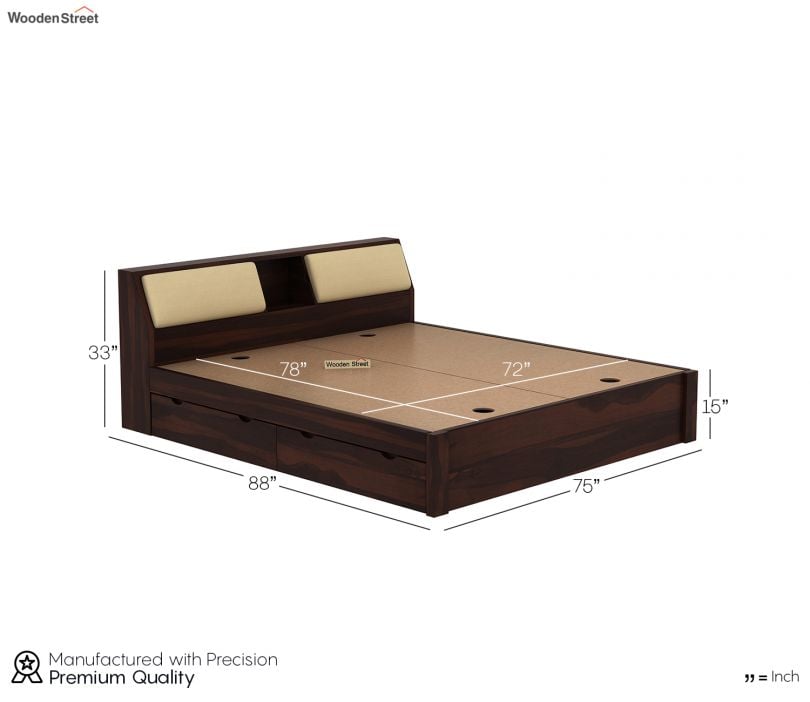 WoodenStreet
33”
78”
Wooden Street
72”
15”
88”
75”
Manufactured with Precision
Premium Quality
” = Inch